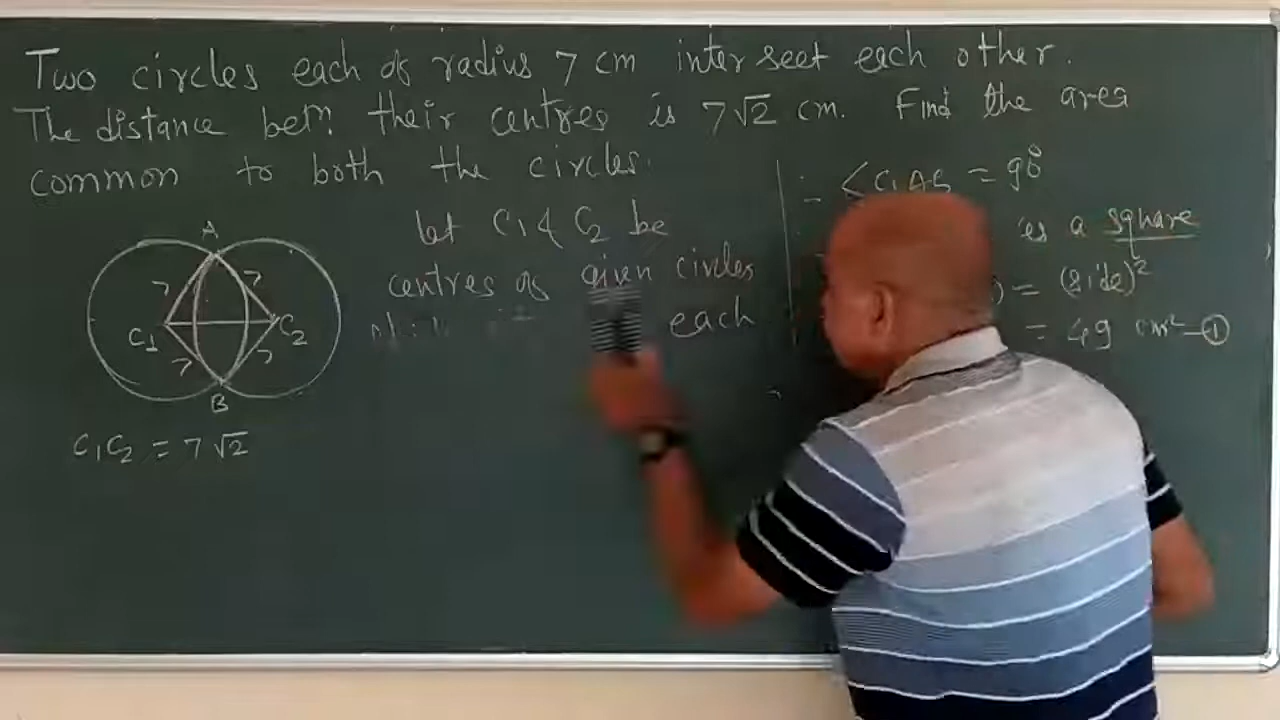 Two circles each of radius 7 cm intersect each other.
The distance betn. their centres is 7√2 cm. Find the area
common to both the circles.
let C1 & C2 be
centres of given circles
each
A
7 7
C1 C2
7 7
B
C1C2 = 7√2
= 90°
is a square
= (side)²
= 49 cm² — ①